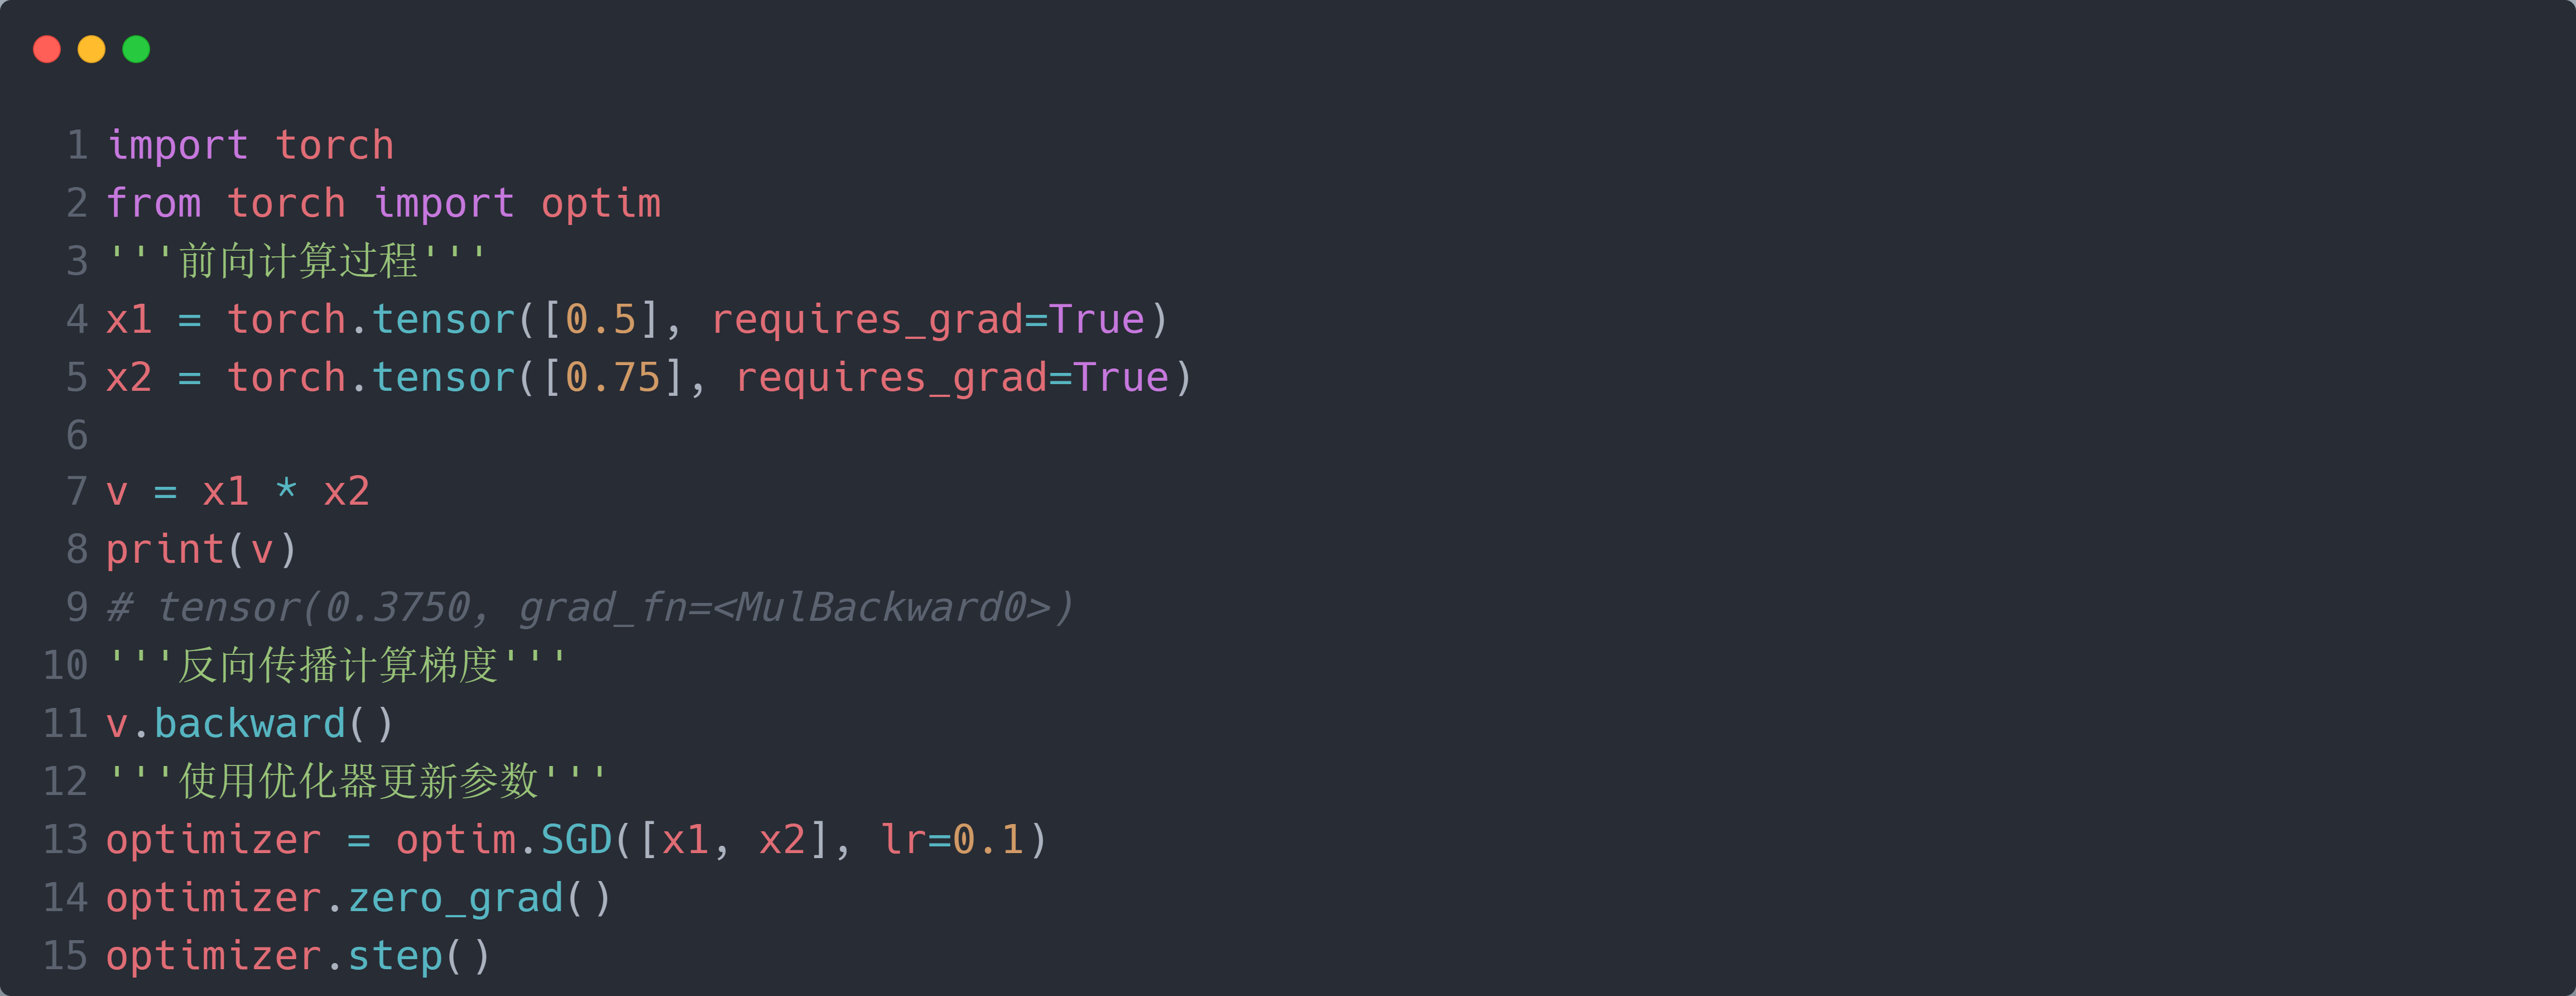 1 import torch
2 from torch import optim
3 '''前向计算过程'''
4 x1 = torch.tensor([0.5], requires_grad=True)
5 x2 = torch.tensor([0.75], requires_grad=True)
6
7 v = x1 * x2
8 print(v)
9 # tensor(0.3750, grad_fn=<MulBackward0>)
10 '''反向传播计算梯度'''
11 v.backward()
12 '''使用优化器更新参数'''
13 optimizer = optim.SGD([x1, x2], lr=0.1)
14 optimizer.zero_grad()
15 optimizer.step()